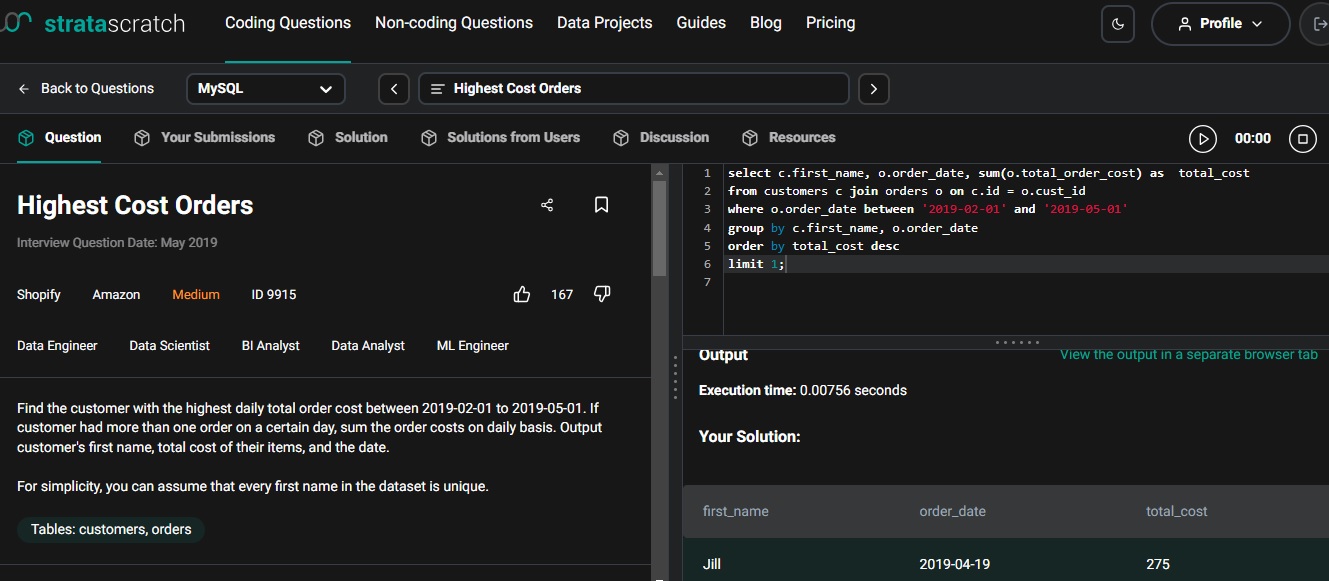 stratascratch
Coding Questions
Non-coding Questions
Data Projects
Guides
Blog
Pricing
Profile
Back to Questions
MySQL
Highest Cost Orders
Question
Your Submissions
Solution
Solutions from Users
Discussion
Resources
00:00
Highest Cost Orders
Interview Question Date: May 2019
Shopify
Amazon
Medium
ID 9915
167
Data Engineer
Data Scientist
BI Analyst
Data Analyst
ML Engineer
Find the customer with the highest daily total order cost between 2019-02-01 to 2019-05-01. If
customer had more than one order on a certain day, sum the order costs on daily basis. Output
customer's first name, total cost of their items, and the date.
For simplicity, you can assume that every first name in the dataset is unique.
Tables: customers, orders
1 select c.first_name, o.order_date, sum(o.total_order_cost) as  total_cost
2 from customers c join orders o on c.id = o.cust_id
3 where o.order_date between '2019-02-01' and '2019-05-01'
4 group by c.first_name, o.order_date
5 order by total_cost desc
6 limit 1;
7
Output
View the output in a separate browser tab
Execution time: 0.00756 seconds
Your Solution:
first_name order_date total_cost
Jill 2019-04-19 275